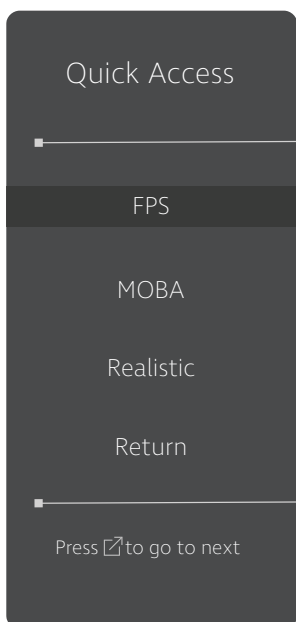 Quick Access
FPS
MOBA
Realistic
Return
Press to go to next